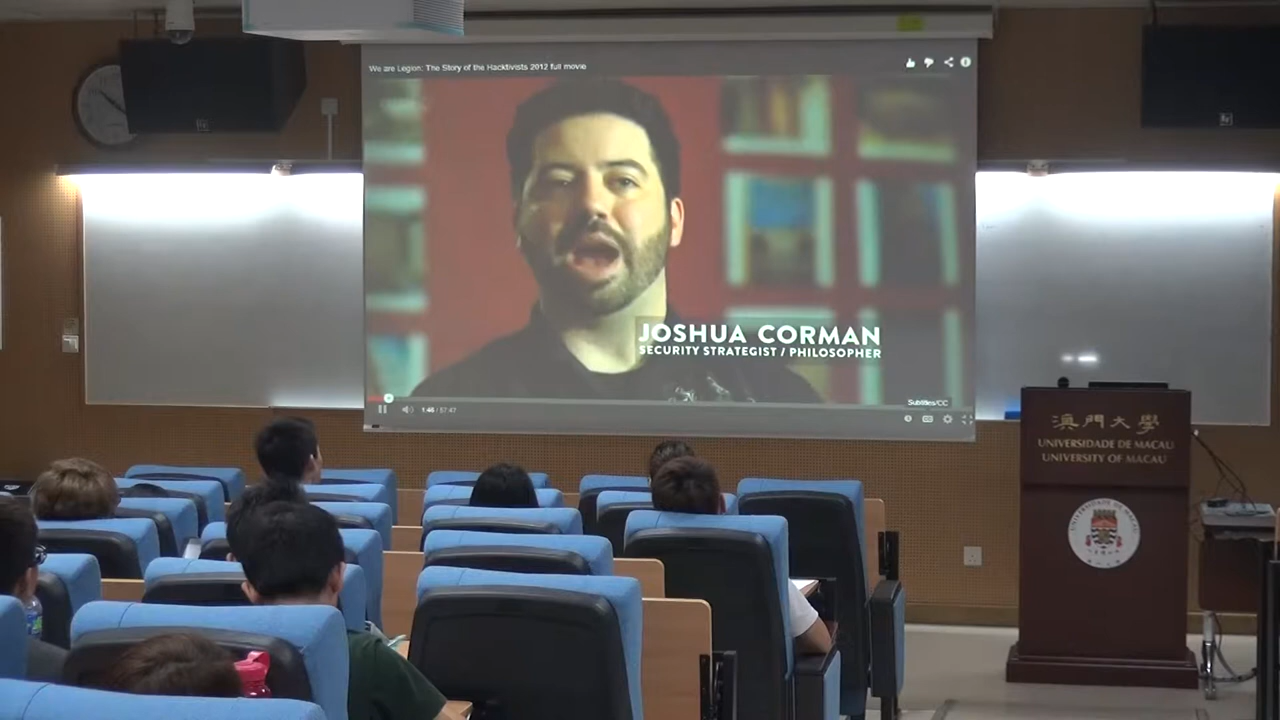 We are Legion: The Story of the Hacktivists 2012 full movie
JOSHUA CORMAN
SECURITY STRATEGIST / PHILOSOPHER
Subtitles/CC
1:46 / 57:47
澳門大學
UNIVERSIDADE DE MACAU
UNIVERSITY OF MACAU